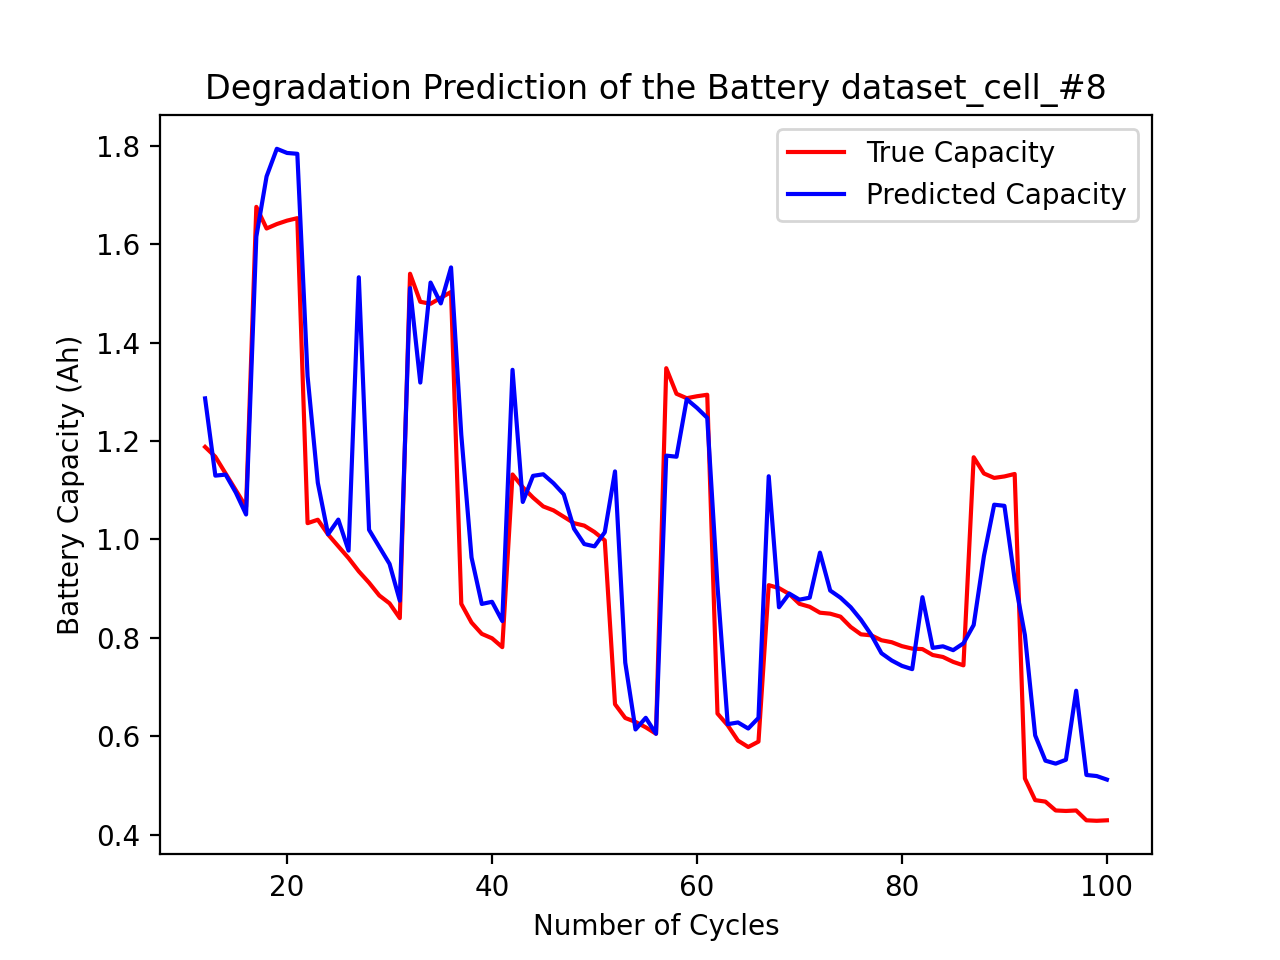 Degradation Prediction of the Battery dataset_cell_#8
True Capacity
Predicted Capacity
Battery Capacity (Ah)
1.8
1.6
1.4
1.2
1.0
0.8
0.6
0.4
20 40 60 80 100
Number of Cycles